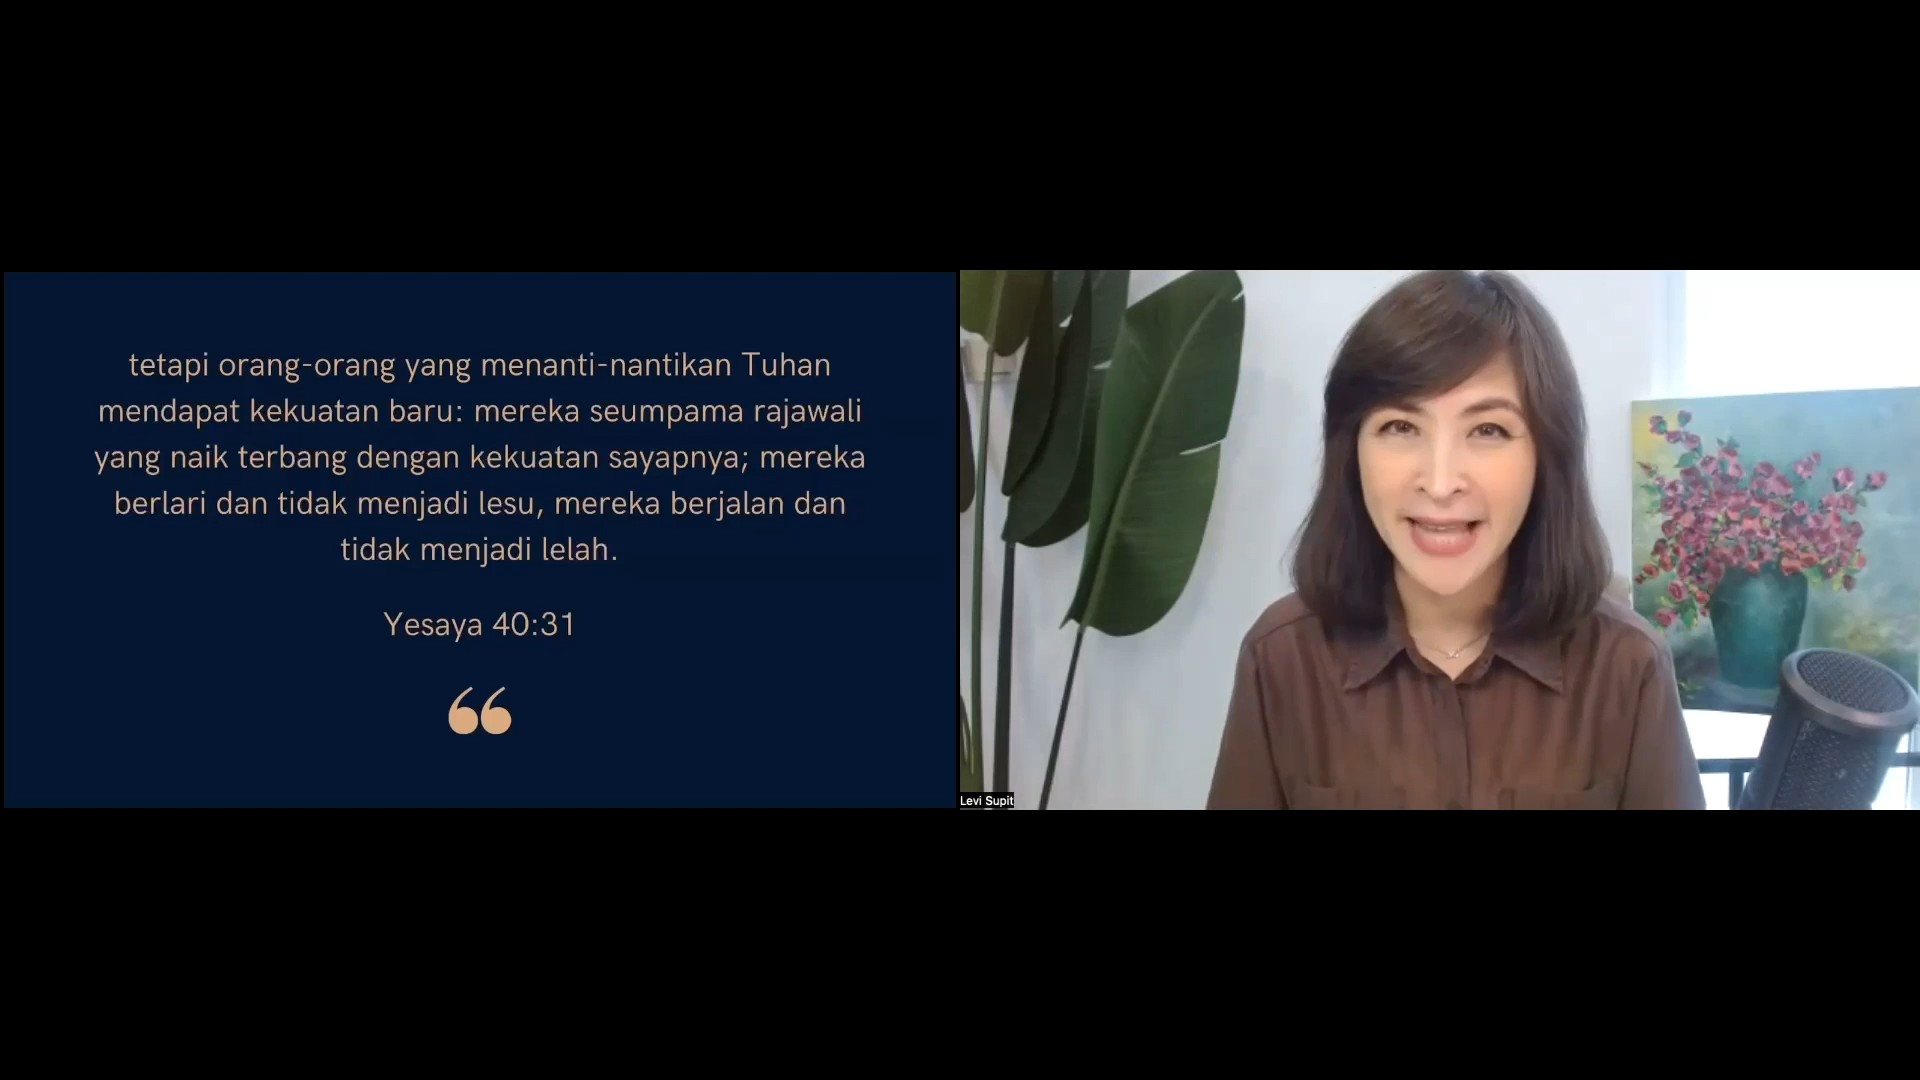 tetapi orang-orang yang menanti-nantikan Tuhan
mendapat kekuatan baru: mereka seumpama rajawali
yang naik terbang dengan kekuatan sayapnya; mereka
berlari dan tidak menjadi lesu, mereka berjalan dan
tidak menjadi lelah.
Yesaya 40:31
Levi Supit